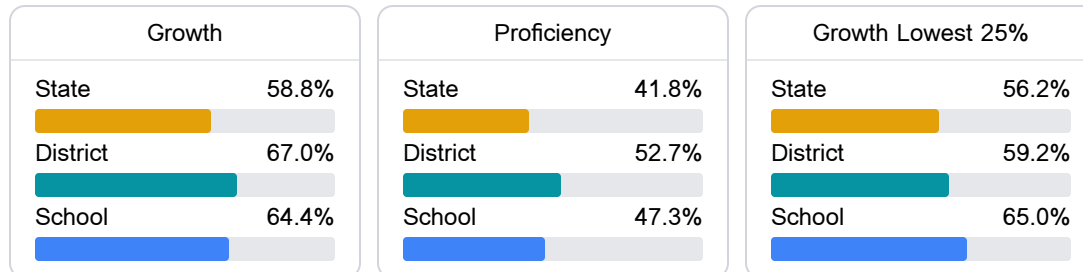 Growth
State 58.8%
District 67.0%
School 64.4%
Proficiency
State 41.8%
District 52.7%
School 47.3%
Growth Lowest 25%
State 56.2%
District 59.2%
School 65.0%